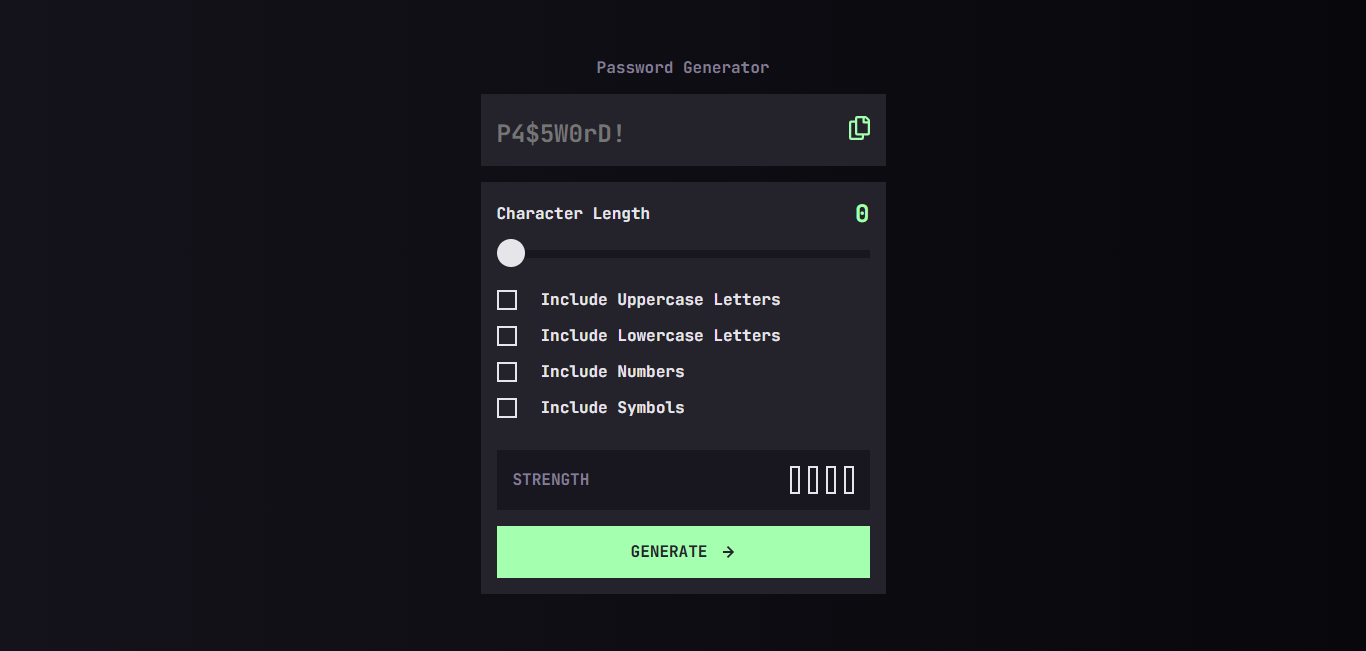 Password Generator
P4$5W0rD!
Character Length 0
Include Uppercase Letters
Include Lowercase Letters
Include Numbers
Include Symbols
STRENGTH
GENERATE →